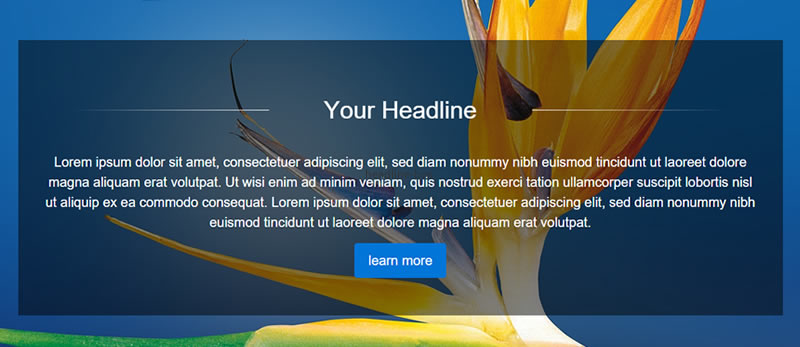 Your Headline
Lorem ipsum dolor sit amet, consectetuer adipiscing elit, sed diam nonummy nibh euismod tincidunt ut laoreet dolore
magna aliquam erat volutpat. Ut wisi enim ad minim veniam, quis nostrud exerci tation ullamcorper suscipit lobortis nisl
ut aliquip ex ea commodo consequat. Lorem ipsum dolor sit amet, consectetuer adipiscing elit, sed diam nonummy nibh
euismod tincidunt ut laoreet dolore magna aliquam erat volutpat.
learn more